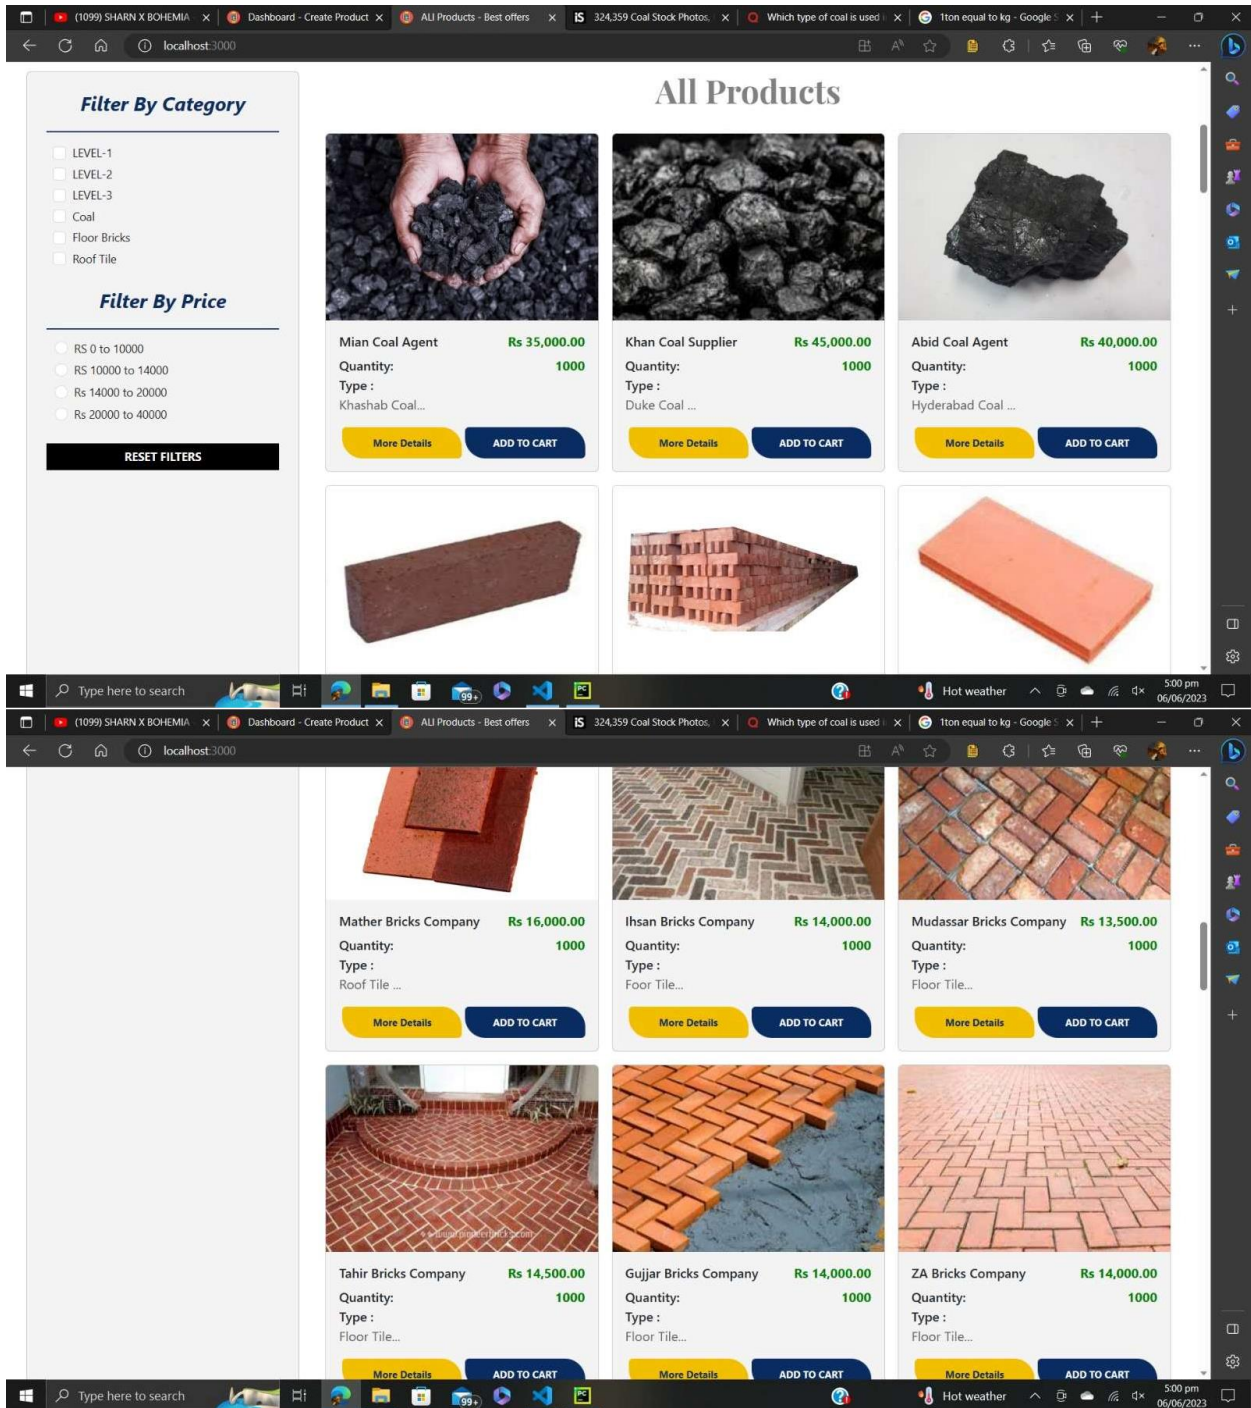 (1099) SHARN X BOHEMIA
Dashboard - Create Product
ALI Products - Best offers
324,359 Coal Stock Photos,
Which type of coal is used
1ton equal to kg - Google
localhost:3000
Filter By Category
LEVEL-1
LEVEL-2
LEVEL-3
Coal
Floor Bricks
Roof Tile
Filter By Price
RS 0 to 10000
RS 10000 to 14000
Rs 14000 to 20000
Rs 20000 to 40000
RESET FILTERS
All Products
Mian Coal Agent Rs 35,000.00
Quantity: 1000
Type :
Khashab Coal...
More Details ADD TO CART
Khan Coal Supplier Rs 45,000.00
Quantity: 1000
Type :
Duke Coal ...
More Details ADD TO CART
Abid Coal Agent Rs 40,000.00
Quantity: 1000
Type :
Hyderabad Coal ...
More Details ADD TO CART
Type here to search
99+
Hot weather
5:00 pm
06/06/2023
(1099) SHARN X BOHEMIA
Dashboard - Create Product
ALI Products - Best offers
324,359 Coal Stock Photos,
Which type of coal is used
1ton equal to kg - Google
localhost:3000
Mather Bricks Company Rs 16,000.00
Quantity: 1000
Type :
Roof Tile ...
More Details ADD TO CART
Ihsan Bricks Company Rs 14,000.00
Quantity: 1000
Type :
Foor Tile...
More Details ADD TO CART
Mudassar Bricks Company Rs 13,500.00
Quantity: 1000
Type :
Floor Tile...
More Details ADD TO CART
Tahir Bricks Company Rs 14,500.00
Quantity: 1000
Type :
Floor Tile...
More Details ADD TO CART
Gujjar Bricks Company Rs 14,000.00
Quantity: 1000
Type :
Floor Tile...
More Details ADD TO CART
ZA Bricks Company Rs 14,000.00
Quantity: 1000
Type :
Floor Tile...
More Details ADD TO CART
Type here to search
99+
Hot weather
5:00 pm
06/06/2023